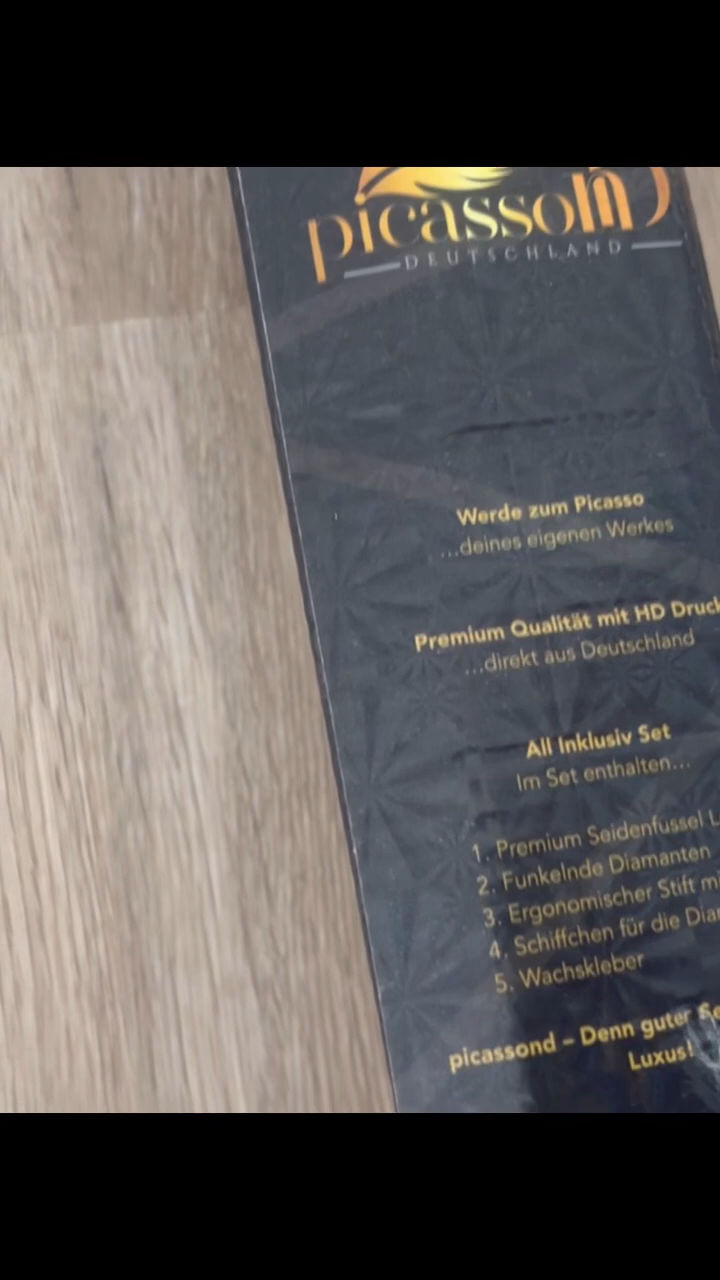 picassonD
DEUTSCHLAND
Werde zum Picasso
...deines eigenen Werkes
Premium Qualität mit HD Druck
...direkt aus Deutschland
All Inklusiv Set
Im Set enthalten...
1. Premium Seidenfussel
2. Funkelnde Diamanten
3. Ergonomischer Stift
4. Schiffchen für die
5. Wachskleber
picassond – Denn guter
Luxus!